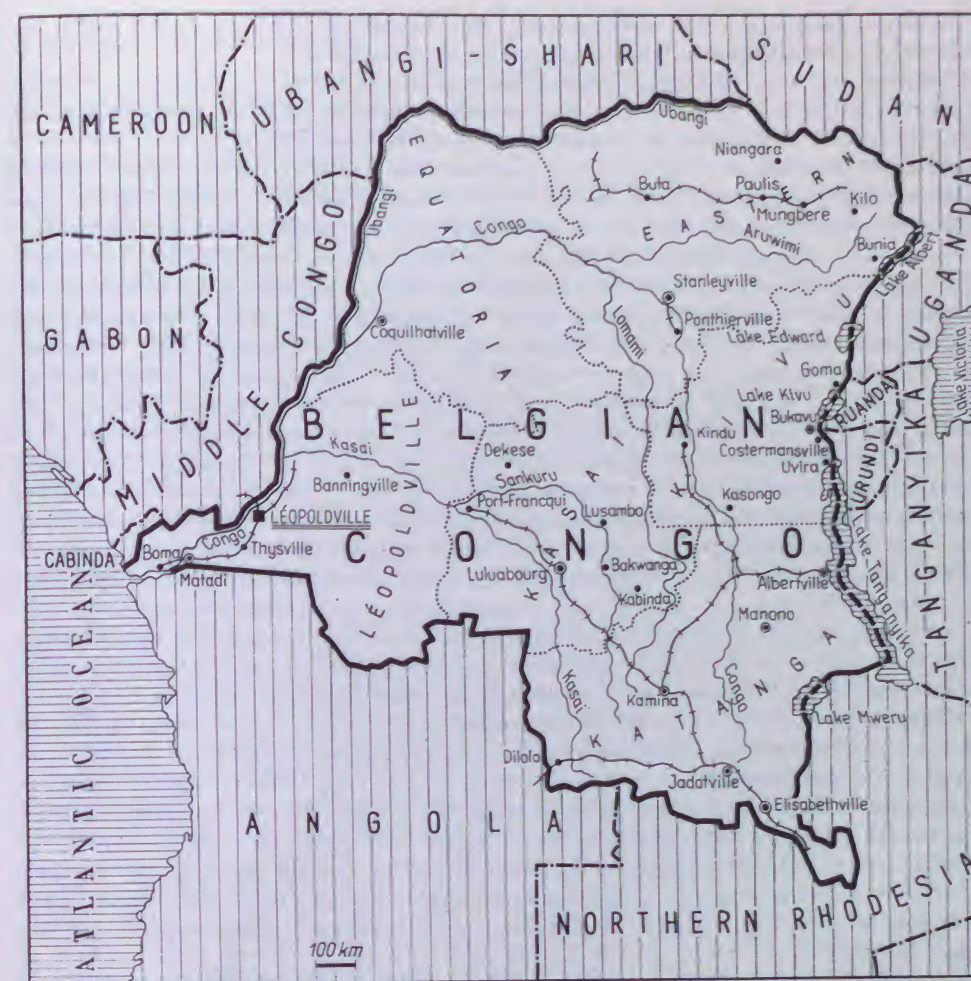 UBANGI-SHARI
SUDAN
CAMEROON
Ubangi
Niangara
EQUATORIA
Buta
Paulis
Mungbere
Kilo
EASTERN
Ubangi
Congo
Aruwimi
Bunia
Lake Albert
UGANDA
MIDDLE CONGO
Stanleyville
GABON
Coquilhatville
Lomami
Ponthierville
Lake Edward
Lake Victoria
Goma
Lake Kivu
RUANDA
KIVU
Bukavu
Costermansville
BELGIAN
Kindu
Uvira
URUNDI
Kasai
Dekese
Sankuru
Banningville
Port-Francqui
Lusambo
Kasongo
LÉOPOLDVILLE
LÉOPOLDVILLE
KASAI
CONGO
CABINDA
Boma
Congo
Thysville
Matadi
Luluabourg
Bakwanga
Kabinda
Albertville
Lake Tanganyika
TANGANYIKA
Manono
Kasai
Kamina
Congo
KATANGA
Lake Mweru
Dilolo
Jadatville
Elisabethville
ATLANTIC OCEAN
ANGOLA
NORTHERN RHODESIA
100 km